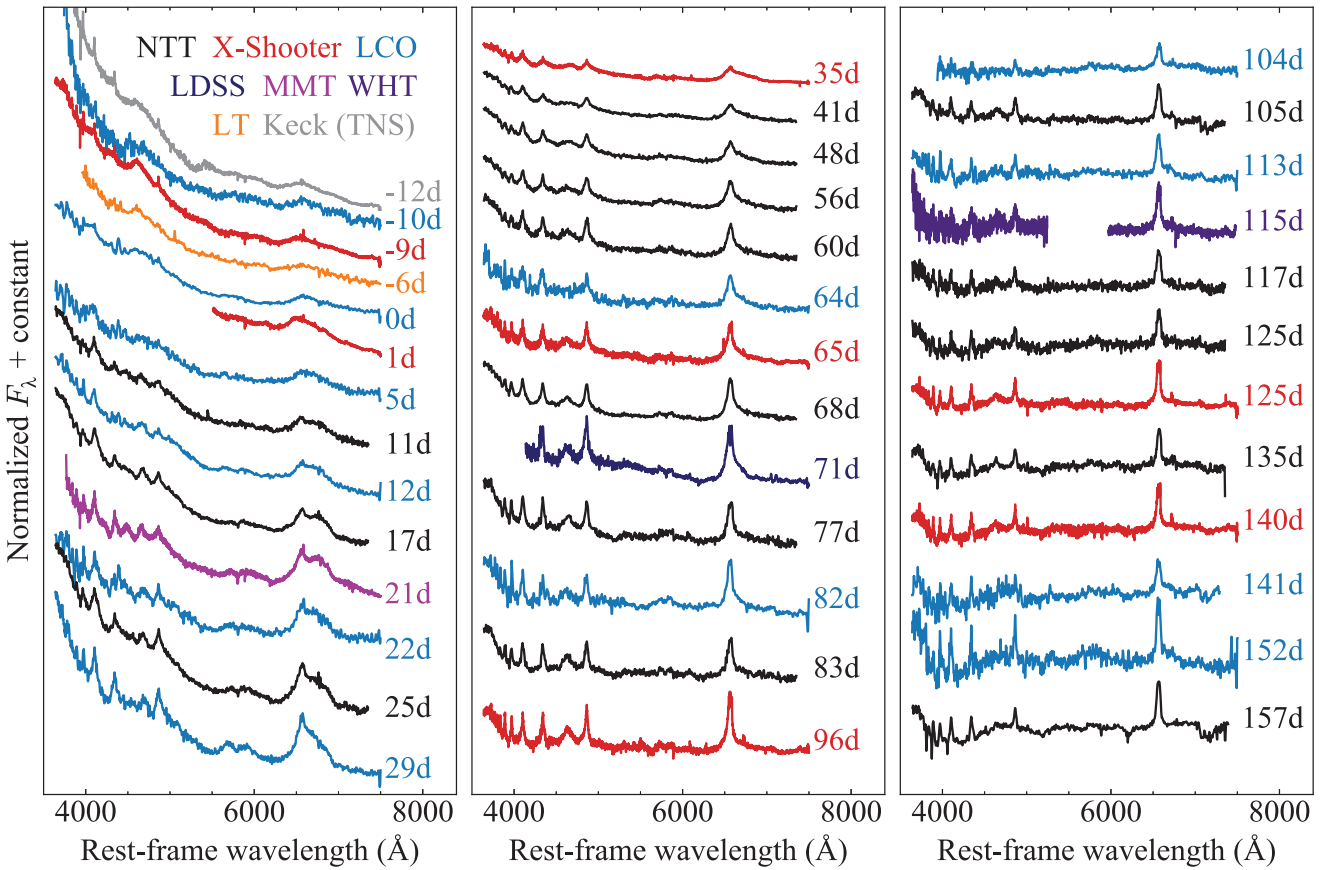 NTT X-Shooter LCO
LDSS MMT WHT
LT Keck (TNS)
-12d
-10d
-9d
-6d
0d
1d
5d
11d
12d
17d
21d
22d
25d
29d
35d
41d
48d
56d
60d
64d
65d
68d
71d
77d
82d
83d
96d
104d
105d
113d
115d
117d
125d
125d
135d
140d
141d
152d
157d
Normalized Fλ + constant
4000 6000 8000
4000 6000 8000
4000 6000 8000
Rest-frame wavelength (Å)
Rest-frame wavelength (Å)
Rest-frame wavelength (Å)